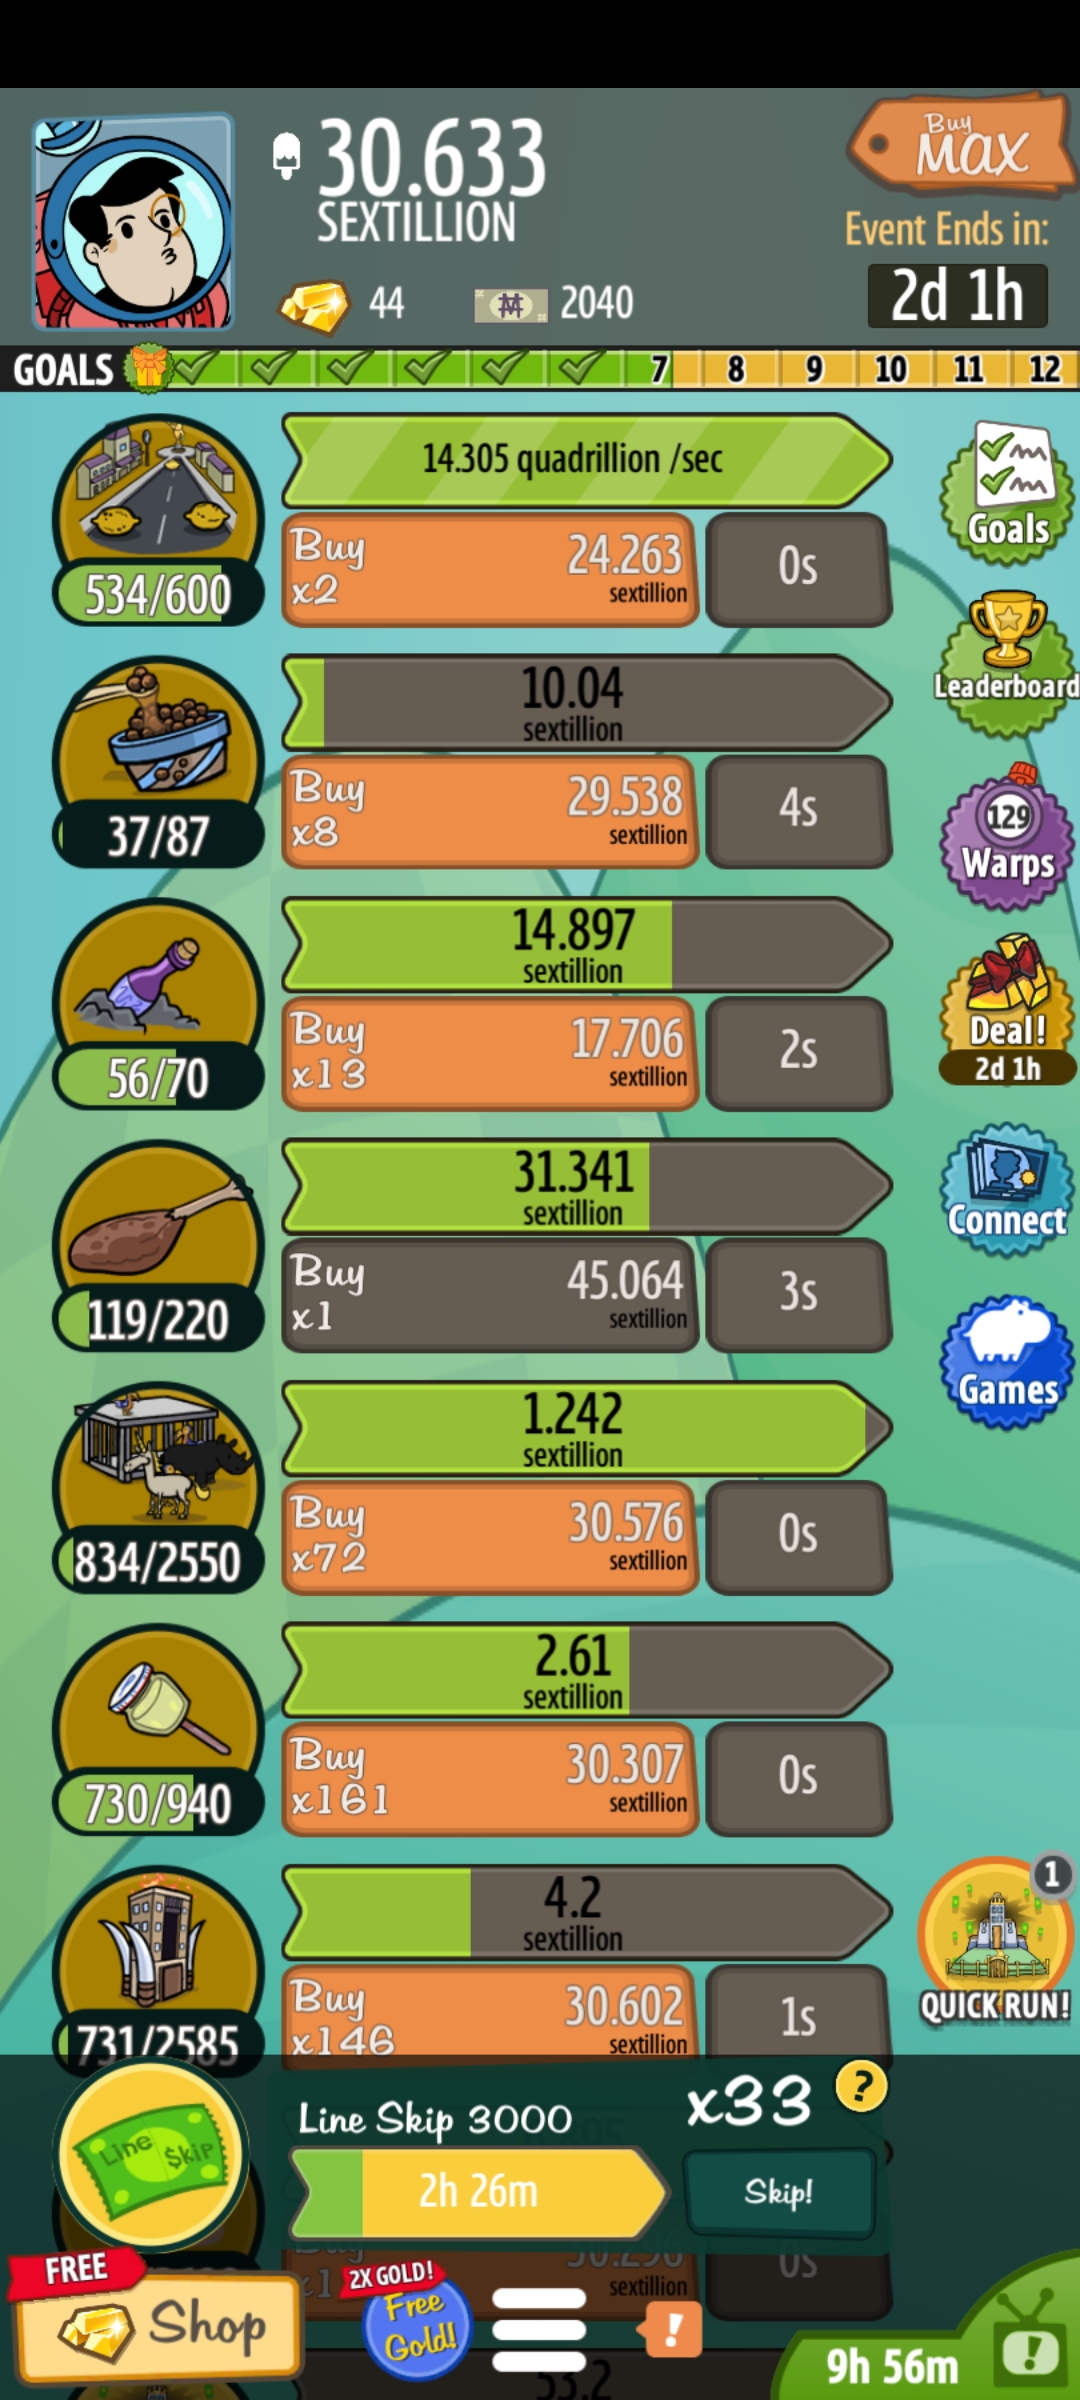 30.633
SEXTILLION
44
2040
Buy
MAX
Event Ends in:
2d 1h
GOALS
7
8
9
10
11
12
14.305 quadrillion /sec
534/600
Buy
x2
24.263
sextillion
0s
10.04
sextillion
37/87
Buy
x8
29.538
sextillion
4s
14.897
sextillion
56/70
Buy
x13
17.706
sextillion
2s
31.341
sextillion
119/220
Buy
x1
45.064
sextillion
3s
1.242
sextillion
834/2550
Buy
x72
30.576
sextillion
0s
2.61
sextillion
730/940
Buy
x161
30.307
sextillion
0s
4.2
sextillion
731/2585
Buy
x146
30.602
sextillion
1s
Goals
Leaderboard
129
Warps
Deal!
2d 1h
Connect
Games
1
QUICK RUN!
Line Skip
Line Skip 3000
x33
?
2h 26m
Skip!
sextillion
0s
FREE
Shop
2X GOLD!
Free
Gold!
!
53.2
9h 56m
!